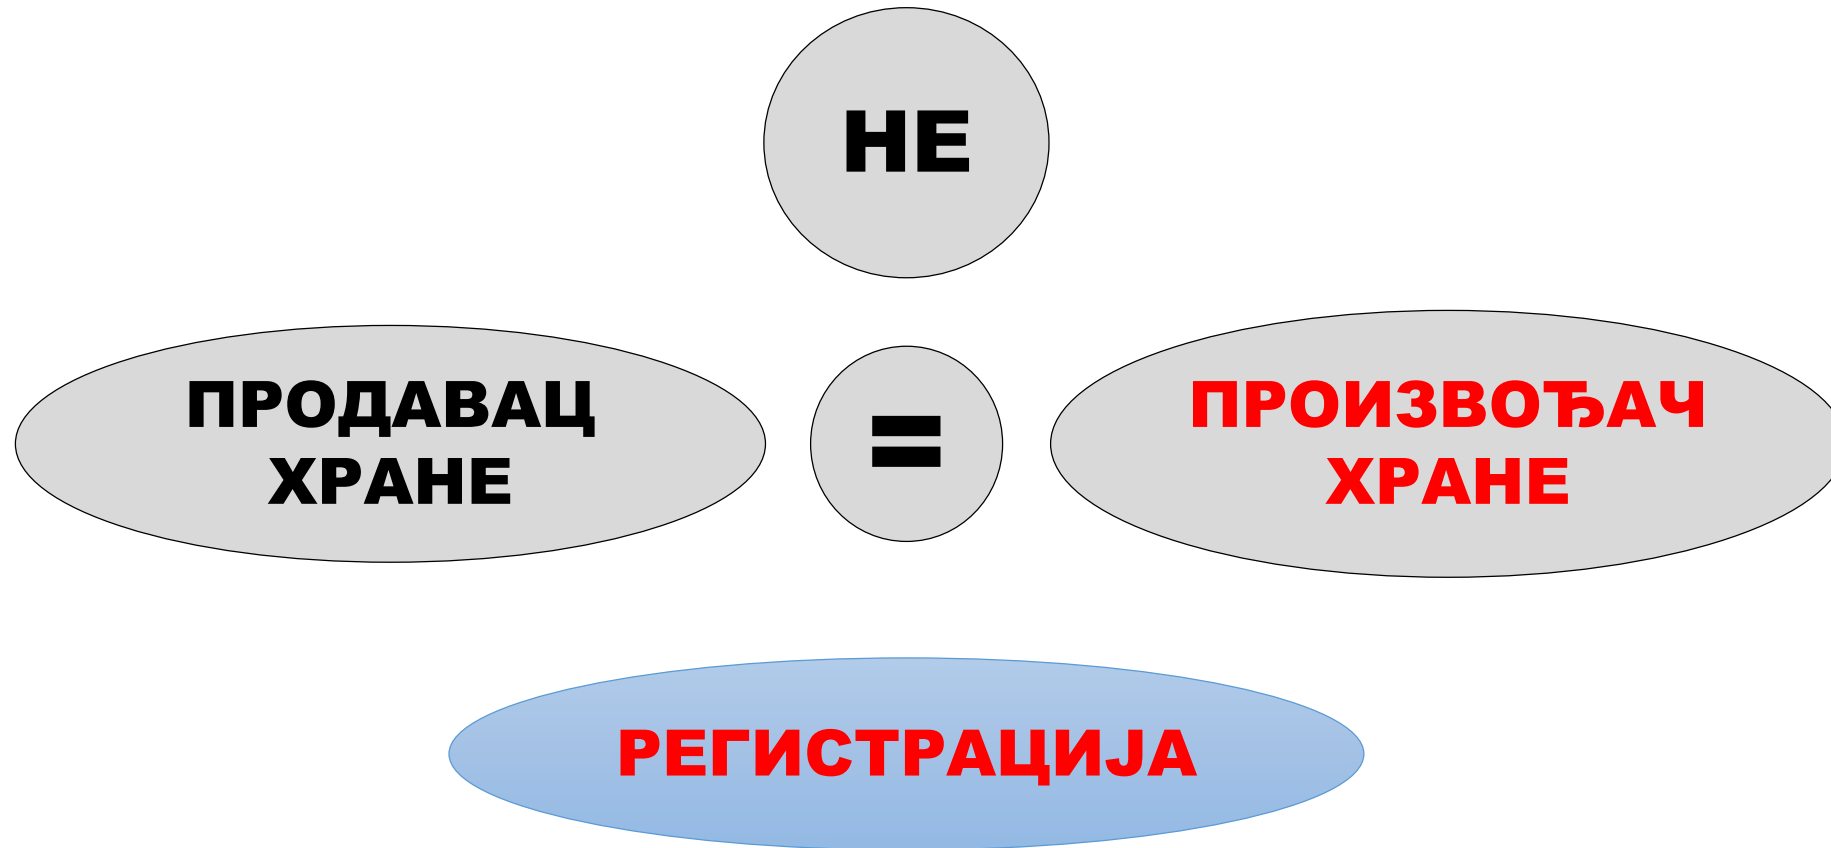 НЕ
ПРОДАВАЦ
ХРАНЕ
=
ПРОИЗВОЂАЧ
ХРАНЕ
РЕГИСТРАЦИЈА